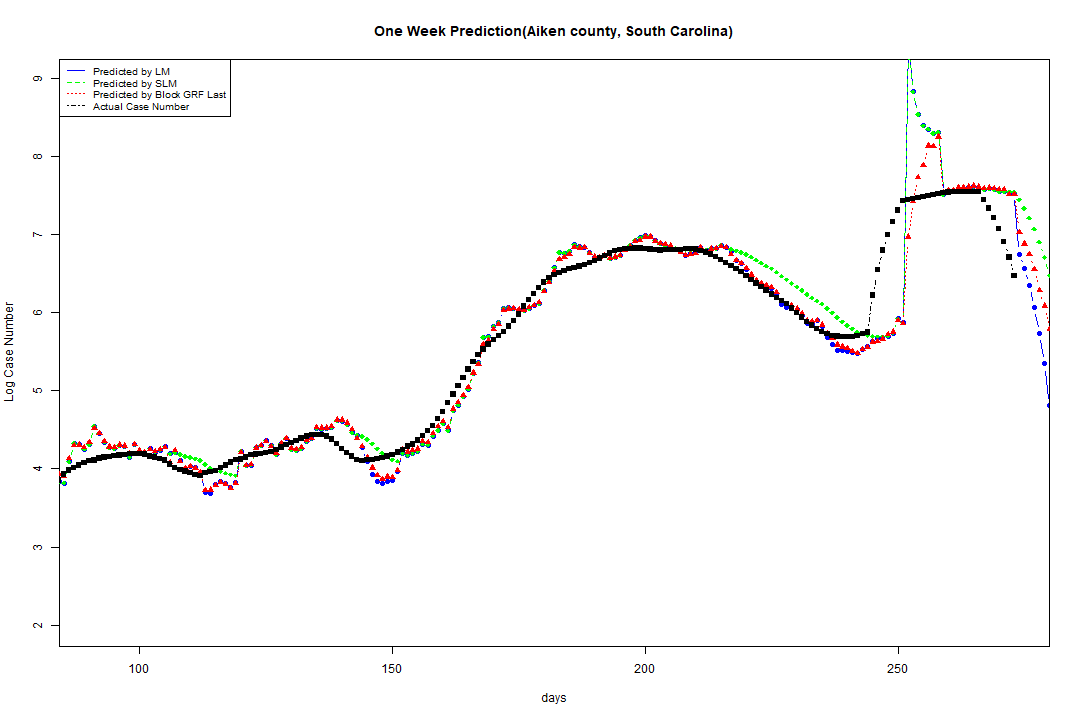 One Week Prediction(Aiken county, South Carolina)
Predicted by LM
Predicted by SLM
Predicted by Block GRF Last
Actual Case Number
9
8
7
6
5
4
3
2
Log Case Number
100 150 200 250
days